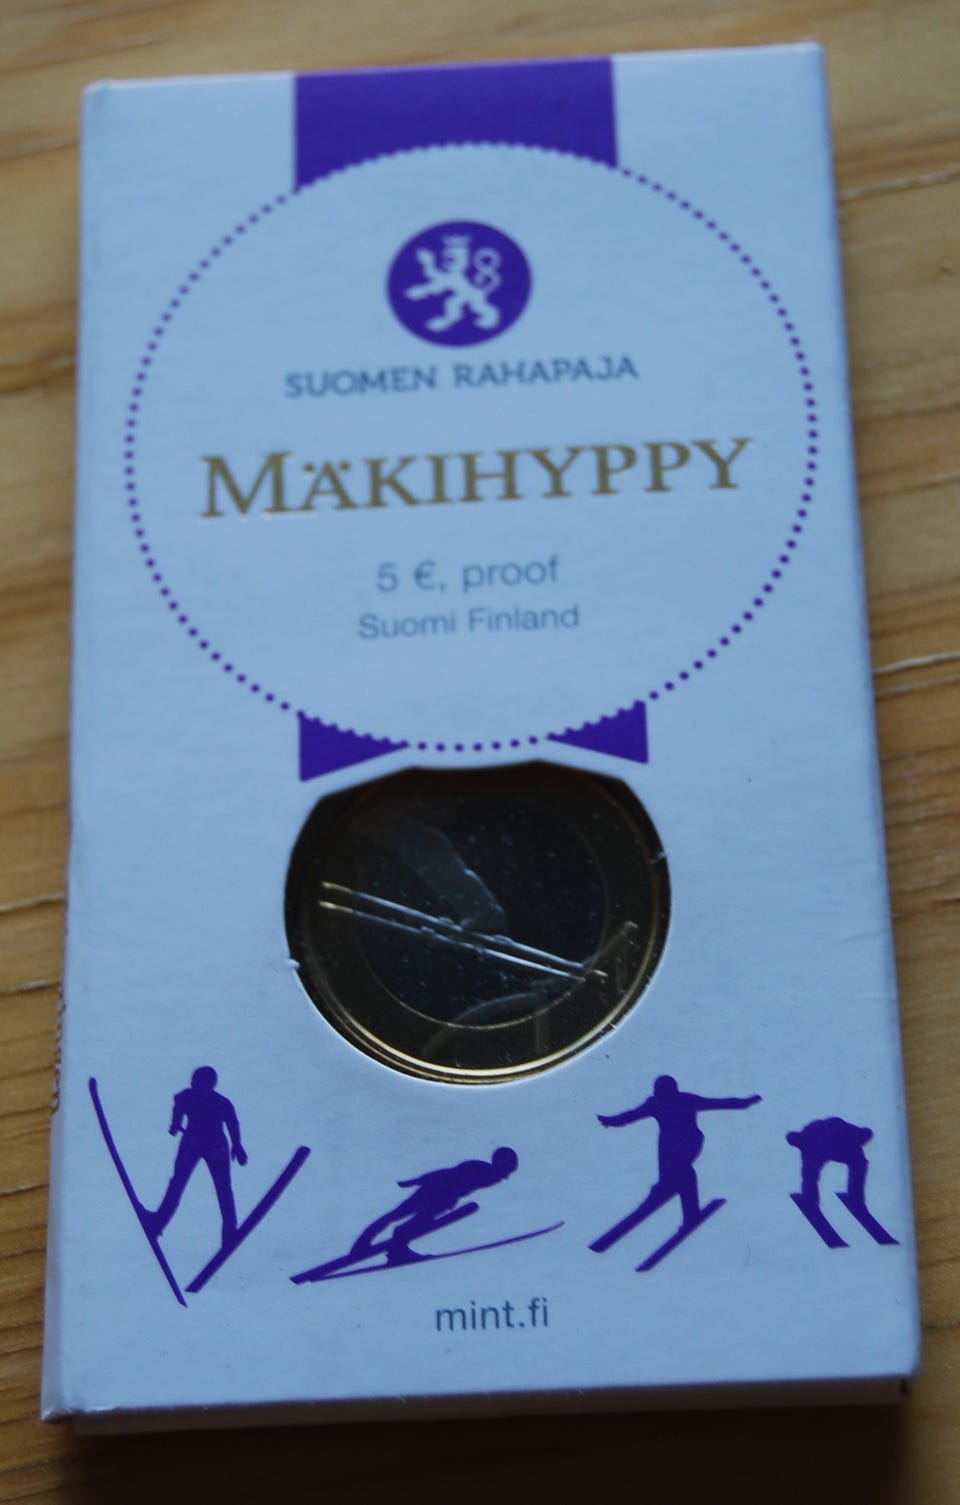 SUOMEN RAHAPAJA
MÄKIHYPPY
5 €, proof
Suomi Finland
mint.fi